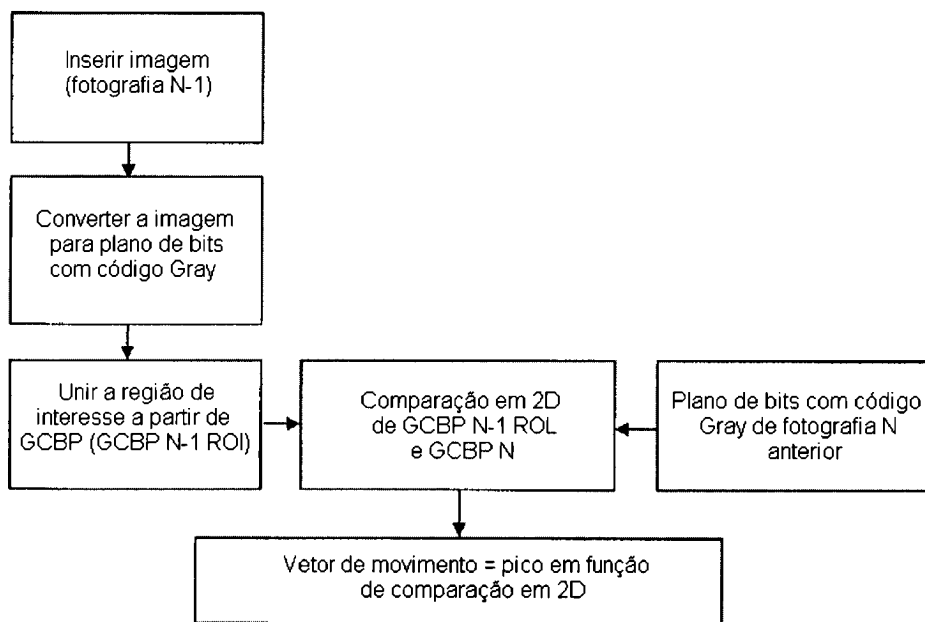 Inserir imagem
(fotografia N-1)
Converter a imagem
para plano de bits
com código Gray
Unir a região de
interesse a partir de
GCBP (GCBP N-1 ROI)
Comparação em 2D
de GCBP N-1 ROL
e GCBP N
Plano de bits com código
Gray de fotografia N
anterior
Vetor de movimento = pico em função
de comparação em 2D